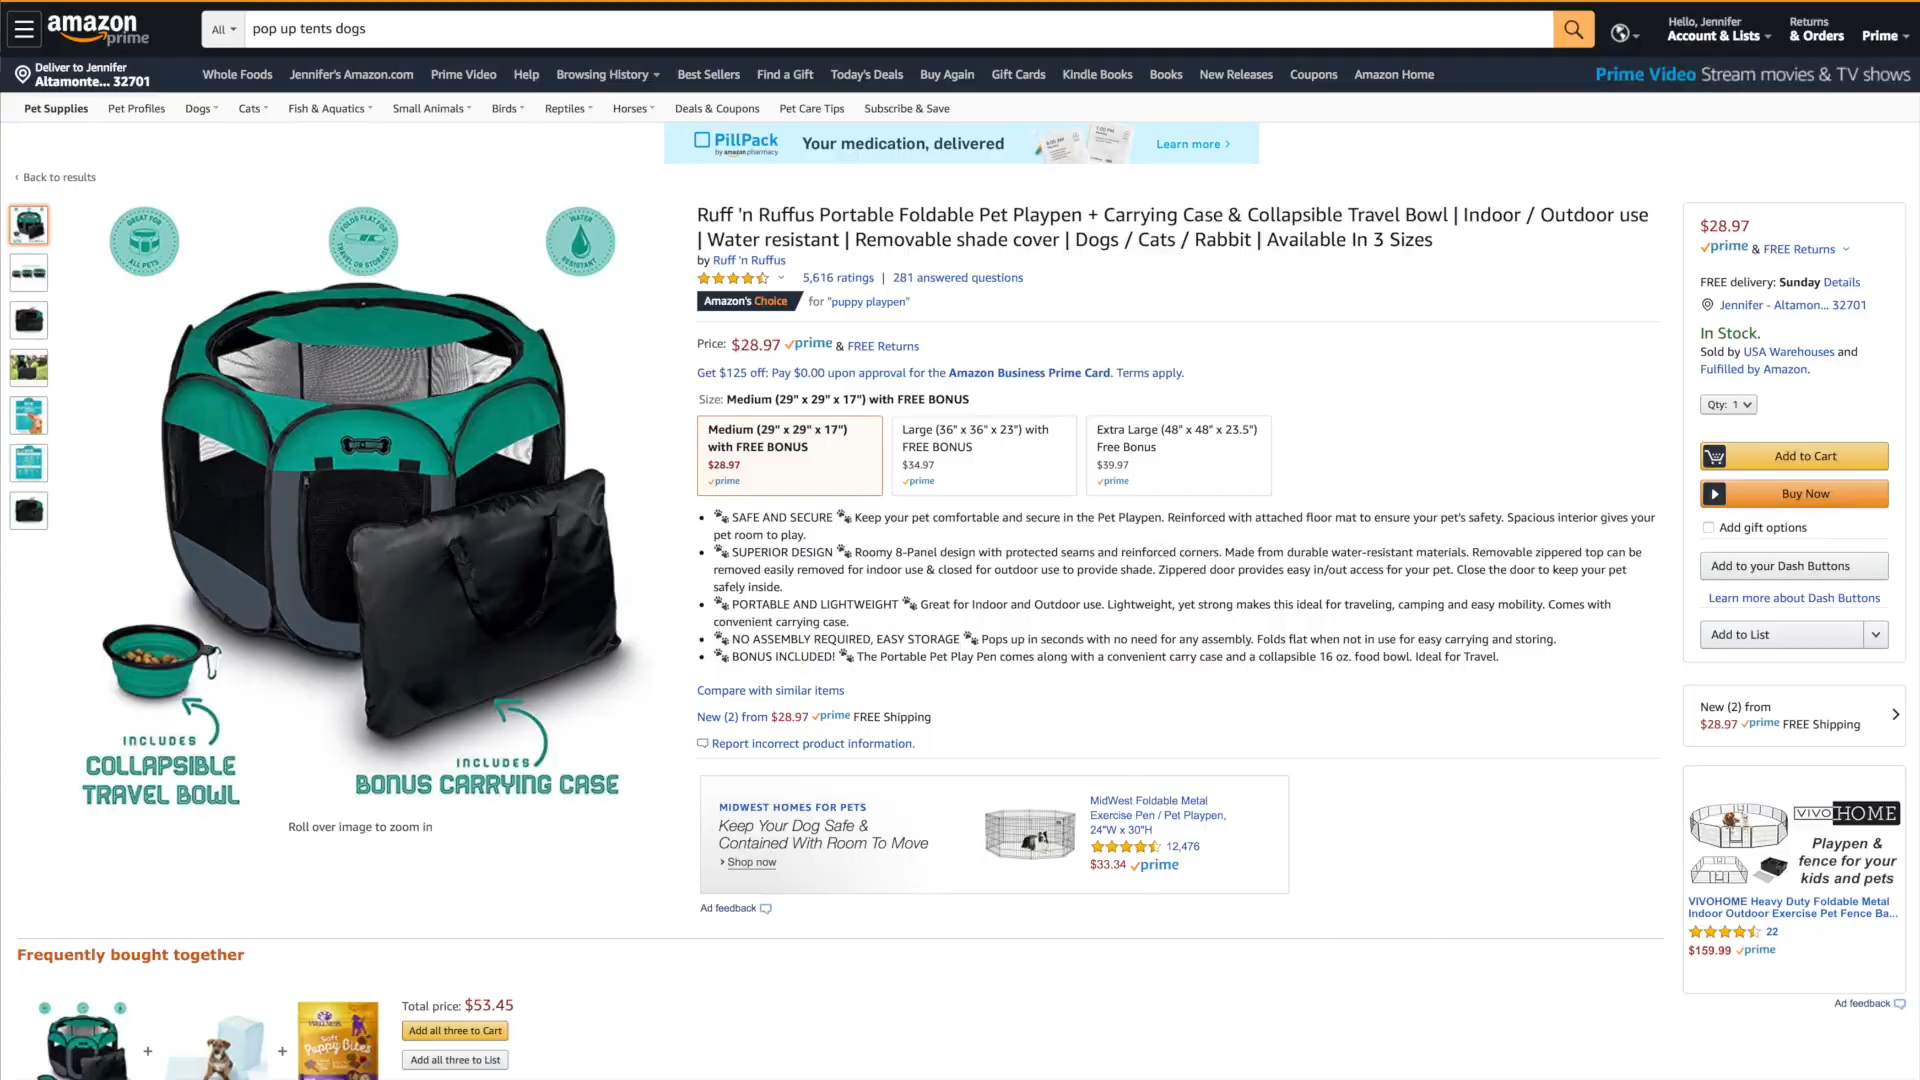 amazon
prime
All
pop up tents dogs
Hello, Jennifer
Account & Lists
Returns
& Orders
Prime
Deliver to Jennifer
Altamonte... 32701
Whole Foods
Jennifer's Amazon.com
Prime Video
Help
Browsing History
Best Sellers
Find a Gift
Today's Deals
Buy Again
Gift Cards
Kindle Books
Books
New Releases
Coupons
Amazon Home
Prime Video Stream movies & TV shows
Pet Supplies
Pet Profiles
Dogs
Cats
Fish & Aquatics
Small Animals
Birds
Reptiles
Horses
Deals & Coupons
Pet Care Tips
Subscribe & Save
PillPack
by amazon pharmacy
Your medication, delivered
Learn more ›
‹ Back to results
GREAT FOR
ALL PETS
FOLDS FLAT FOR
TRAVEL OR STORAGE
WATER
RESISTANT
INCLUDES
COLLAPSIBLE
TRAVEL BOWL
INCLUDES
BONUS CARRYING CASE
Roll over image to zoom in
Ruff 'n Ruffus Portable Foldable Pet Playpen + Carrying Case & Collapsible Travel Bowl | Indoor / Outdoor use
| Water resistant | Removable shade cover | Dogs / Cats / Rabbit | Available In 3 Sizes
by Ruff 'n Ruffus
5,616 ratings | 281 answered questions
Amazon's Choice for "puppy playpen"
Price: $28.97 prime & FREE Returns
Get $125 off: Pay $0.00 upon approval for the Amazon Business Prime Card. Terms apply.
Size: Medium (29" x 29" x 17") with FREE BONUS
Medium (29" x 29" x 17")
with FREE BONUS
$28.97
prime
Large (36" x 36" x 23") with
FREE BONUS
$34.97
prime
Extra Large (48" x 48" x 23.5")
Free Bonus
$39.97
prime
• 🐾 SAFE AND SECURE 🐾 Keep your pet comfortable and secure in the Pet Playpen. Reinforced with attached floor mat to ensure your pet's safety. Spacious interior gives your
pet room to play.
• 🐾 SUPERIOR DESIGN 🐾 Roomy 8-Panel design with protected seams and reinforced corners. Made from durable water-resistant materials. Removable zippered top can be
removed easily removed for indoor use & closed for outdoor use to provide shade. Zippered door provides easy in/out access for your pet. Close the door to keep your pet
safely inside.
• 🐾 PORTABLE AND LIGHTWEIGHT 🐾 Great for Indoor and Outdoor use. Lightweight, yet strong makes this ideal for traveling, camping and easy mobility. Comes with
convenient carrying case.
• 🐾 NO ASSEMBLY REQUIRED, EASY STORAGE 🐾 Pops up in seconds with no need for any assembly. Folds flat when not in use for easy carrying and storing.
• 🐾 BONUS INCLUDED! 🐾 The Portable Pet Play Pen comes along with a convenient carry case and a collapsible 16 oz. food bowl. Ideal for Travel.
Compare with similar items
New (2) from $28.97 prime FREE Shipping
Report incorrect product information.
MIDWEST HOMES FOR PETS
Keep Your Dog Safe &
Contained With Room To Move
› Shop now
MidWest Foldable Metal
Exercise Pen / Pet Playpen,
24"W x 30"H
12,476
$33.34 prime
Ad feedback
$28.97
prime & FREE Returns
FREE delivery: Sunday Details
Jennifer - Altamon... 32701
In Stock.
Sold by USA Warehouses and
Fulfilled by Amazon.
Qty: 1
Add to Cart
Buy Now
Add gift options
Add to your Dash Buttons
Learn more about Dash Buttons
Add to List
New (2) from
$28.97 prime FREE Shipping
VIVOHOME
Playpen &
fence for your
kids and pets
VIVOHOME Heavy Duty Foldable Metal
Indoor Outdoor Exercise Pet Fence Ba...
22
$159.99 prime
Ad feedback
Frequently bought together
WELLNESS
Soft
Puppy Bites
Total price: $53.45
Add all three to Cart
Add all three to List